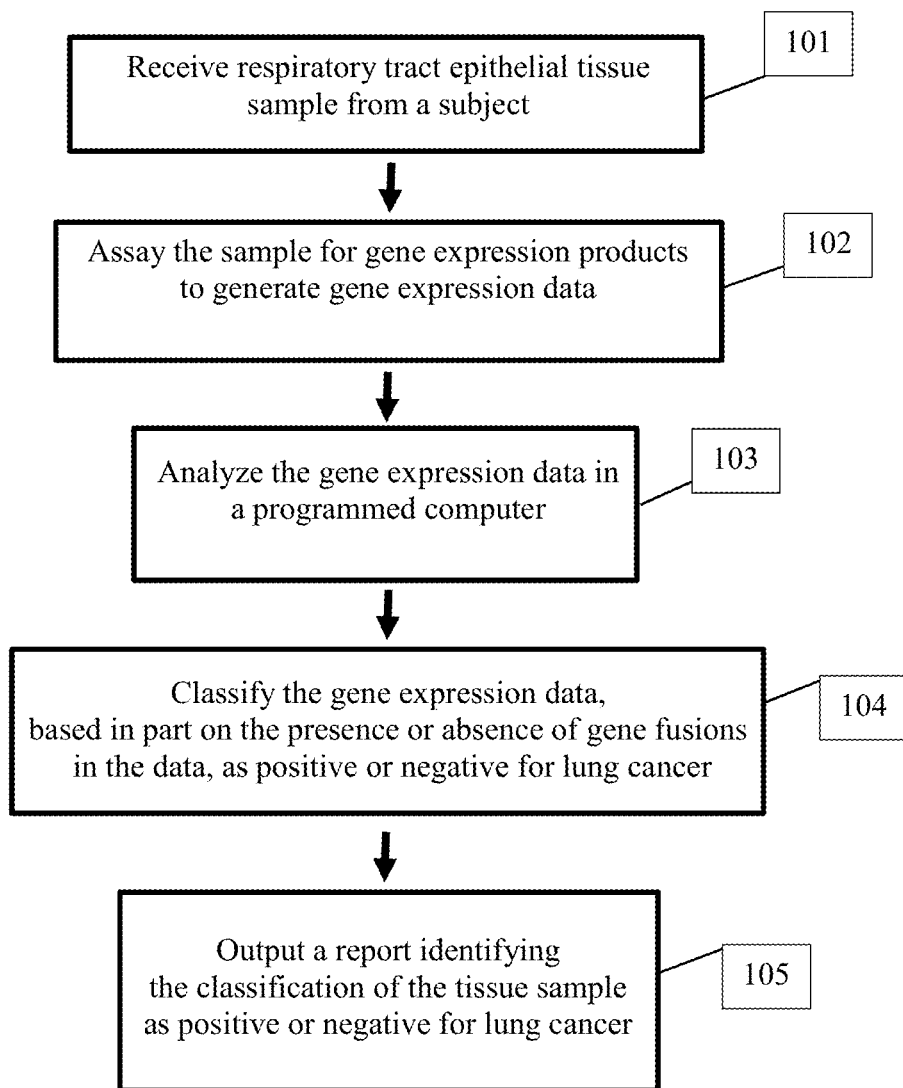 101
Receive respiratory tract epithelial tissue
sample from a subject
102
Assay the sample for gene expression products
to generate gene expression data
103
Analyze the gene expression data in
a programmed computer
104
Classify the gene expression data,
based in part on the presence or absence of gene fusions
in the data, as positive or negative for lung cancer
105
Output a report identifying
the classification of the tissue sample
as positive or negative for lung cancer